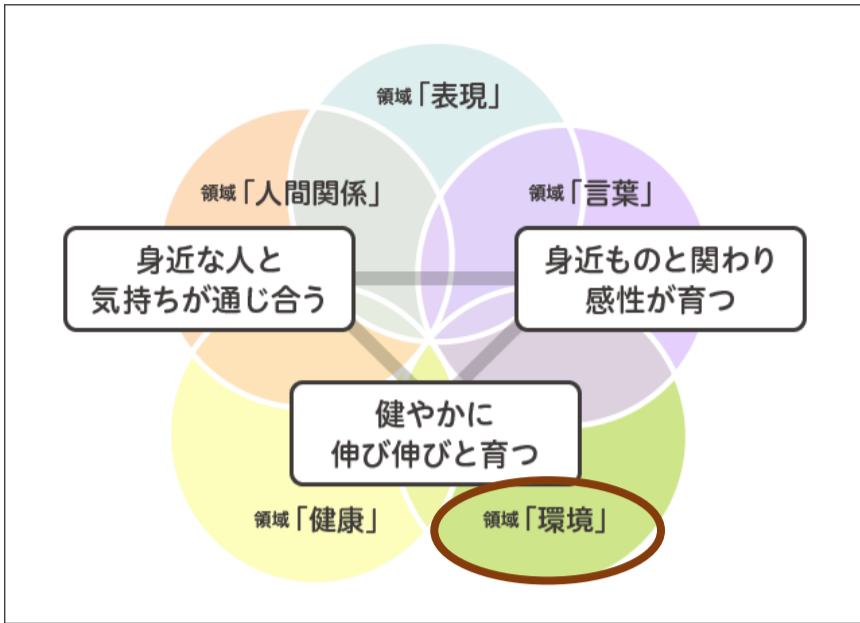 領域「表現」
領域「人間関係」
領域「言葉」
身近な人と
気持ちが通じ合う
身近ものと関わり
感性が育つ
健やかに
伸び伸びと育つ
領域「健康」
領域「環境」